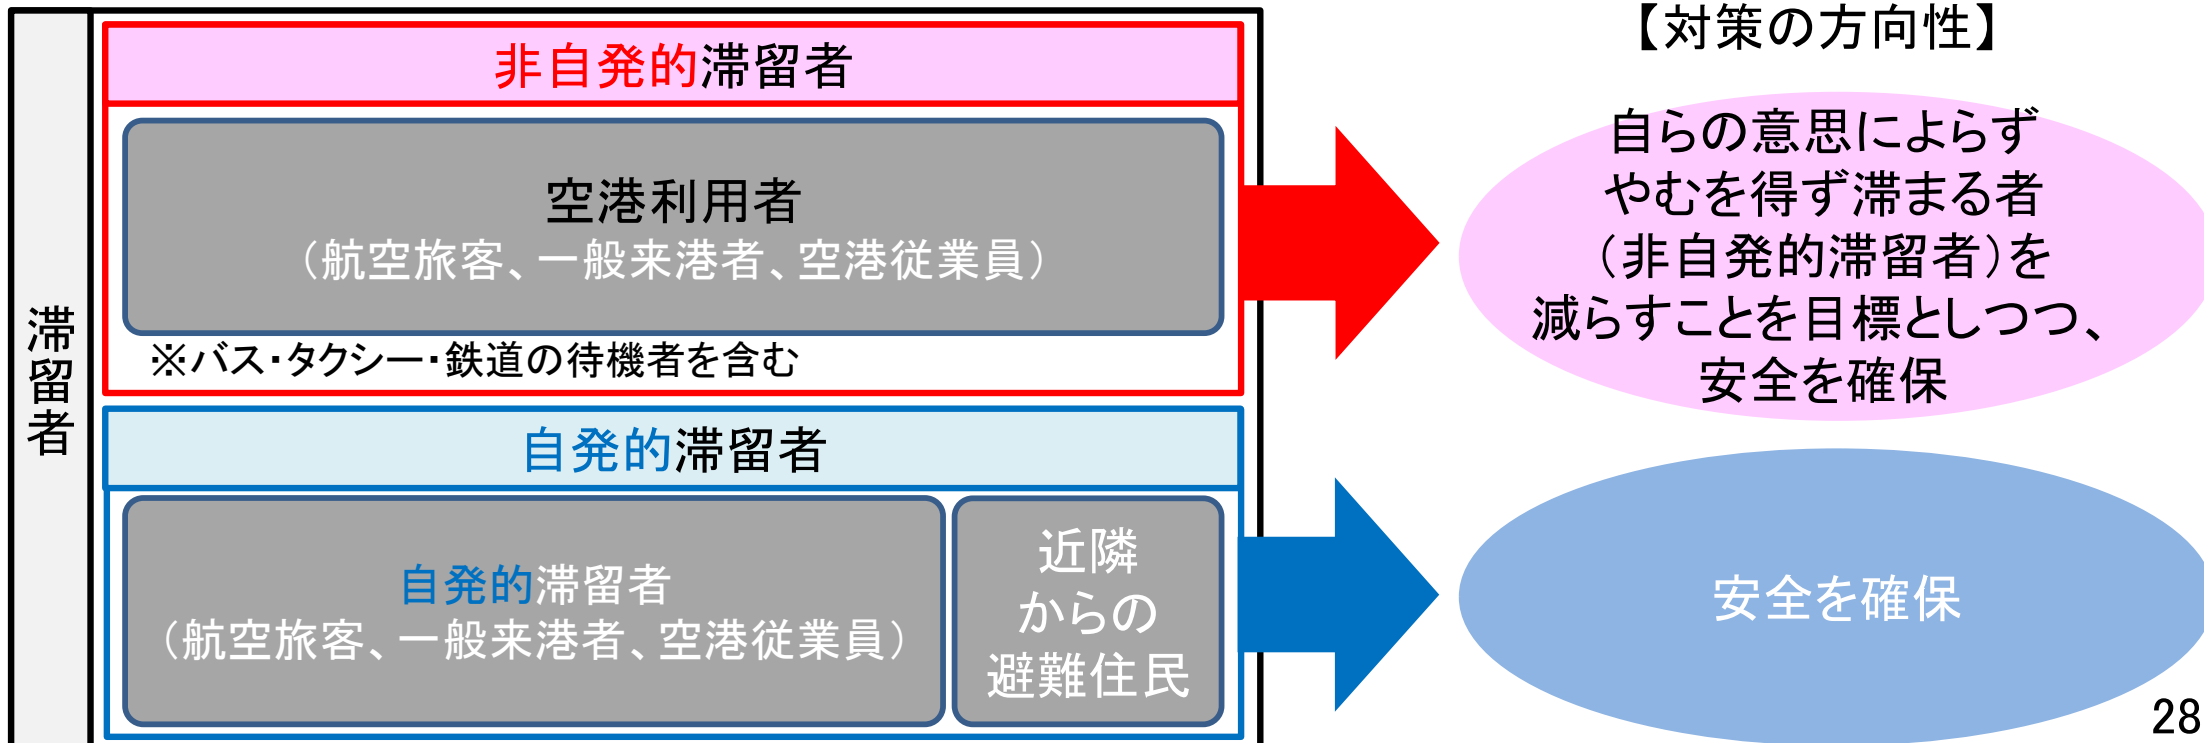 滞留者
非自発的滞留者
空港利用者
（航空旅客、一般来港者、空港従業員）
※バス・タクシー・鉄道の待機者を含む
自発的滞留者
自発的滞留者
（航空旅客、一般来港者、空港従業員）
近隣
からの
避難住民
【対策の方向性】
自らの意思によらず
やむを得ず滞まる者
（非自発的滞留者）を
減らすことを目標としつつ、
安全を確保
安全を確保
28